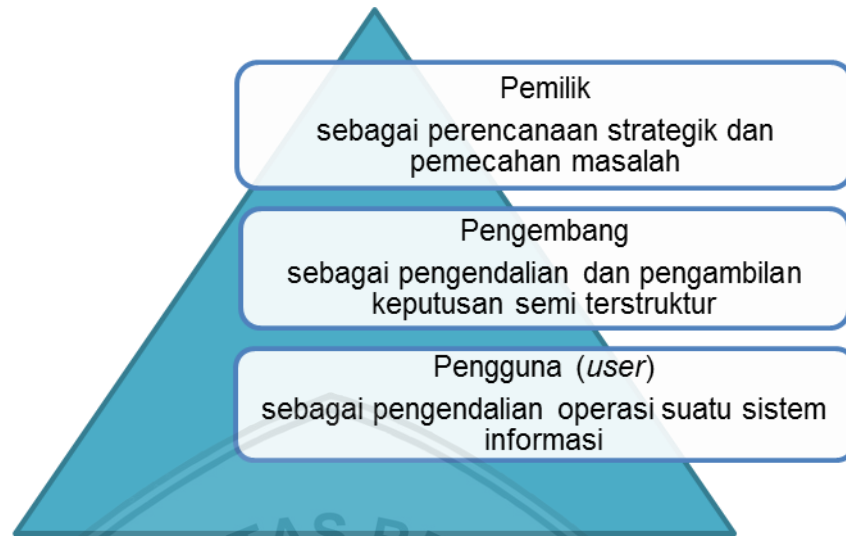 Pemilik
sebagai perencanaan strategik dan
pemecahan masalah
Pengembang
sebagai pengendalian dan pengambilan
keputusan semi terstruktur
Pengguna (user)
sebagai pengendalian operasi suatu sistem
informasi